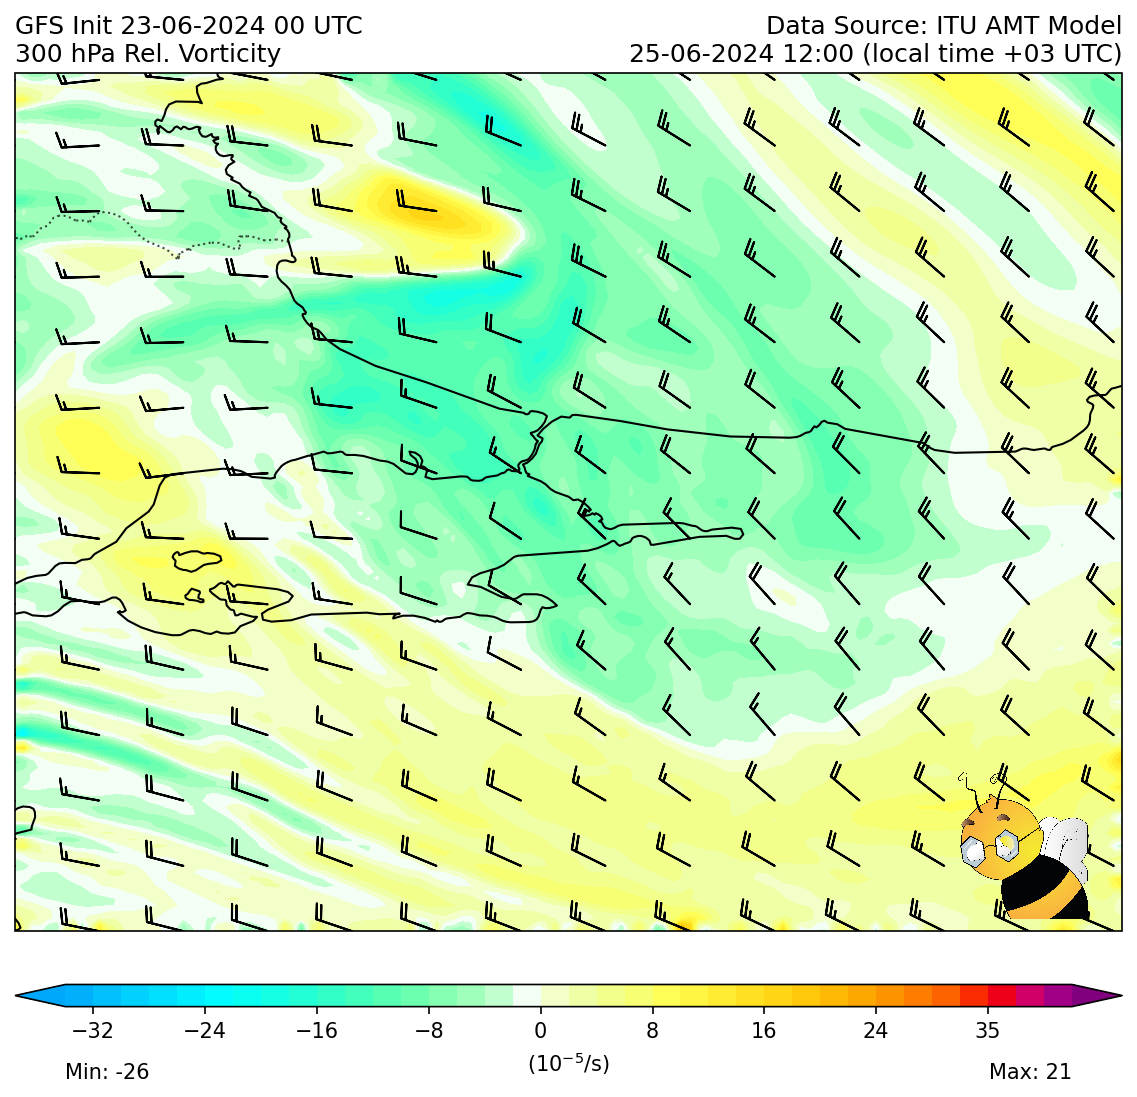 GFS Init 23-06-2024 00 UTC
Data Source: ITU AMT Model
300 hPa Rel. Vorticity
25-06-2024 12:00 (local time +03 UTC)
−32 −24 −16 −8 0 8 16 24 35
(10⁻⁵/s)
Min: -26
Max: 21